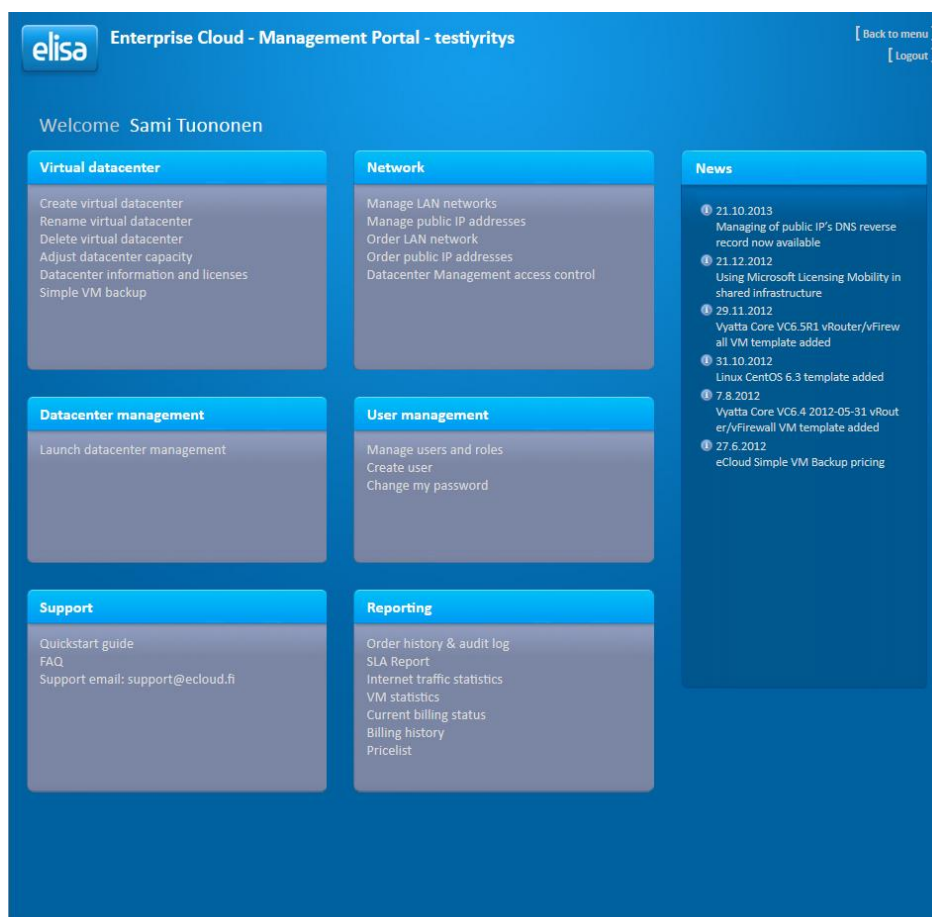 elisa
Enterprise Cloud - Management Portal - testiyritys
[ Back to menu ]
[ Logout ]
Welcome Sami Tuononen
Virtual datacenter
Create virtual datacenter
Rename virtual datacenter
Delete virtual datacenter
Adjust datacenter capacity
Datacenter information and licenses
Simple VM backup
Network
Manage LAN networks
Manage public IP addresses
Order LAN network
Order public IP addresses
Datacenter Management access control
News
21.10.2013
Managing of public IP's DNS reverse
record now available
21.12.2012
Using Microsoft Licensing Mobility in
shared infrastructure
29.11.2012
Vyatta Core VC6.5R1 vRouter/vFirew
all VM template added
31.10.2012
Linux CentOS 6.3 template added
7.8.2012
Vyatta Core VC6.4 2012-05-31 vRout
er/vFirewall VM template added
27.6.2012
eCloud Simple VM Backup pricing
Datacenter management
Launch datacenter management
User management
Manage users and roles
Create user
Change my password
Support
Quickstart guide
FAQ
Support email: support@ecloud.fi
Reporting
Order history & audit log
SLA Report
Internet traffic statistics
VM statistics
Current billing status
Billing history
Pricelist